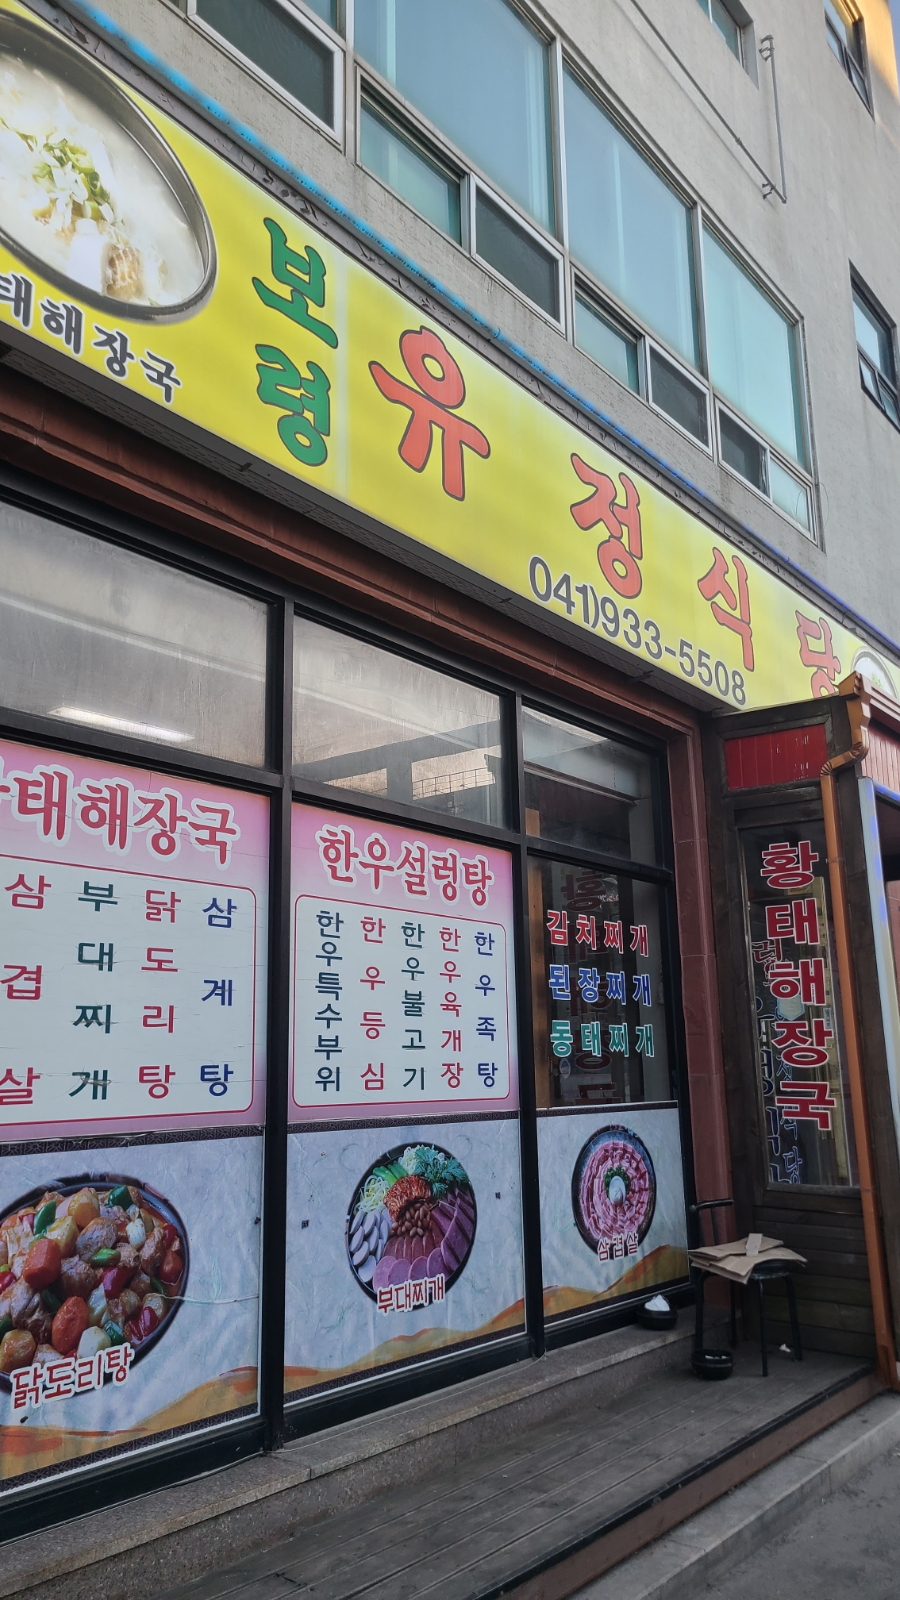 태해장국
보령
유정식당
041)933-5508
태해장국
삼겹살
부대찌개
닭도리탕
삼계탕
한우설렁탕
한우특수부위
한우등심
한우불고기
한우육개장
한우족탕
김치찌개
된장찌개
동태찌개
황태해장국
닭도리탕
부대찌개
삼겹살